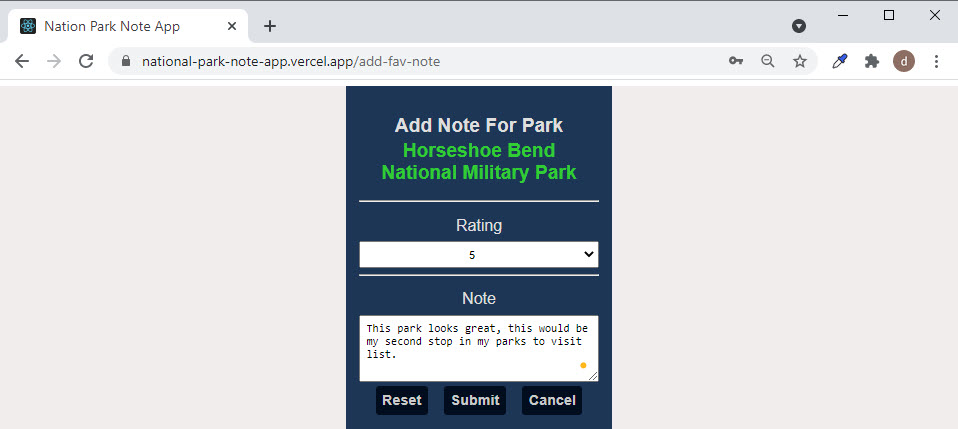 Nation Park Note App
national-park-note-app.vercel.app/add-fav-note
d
Add Note For Park
Horseshoe Bend
National Military Park
Rating
5
Note
This park looks great, this would be
my second stop in my parks to visit
list.
Reset Submit Cancel